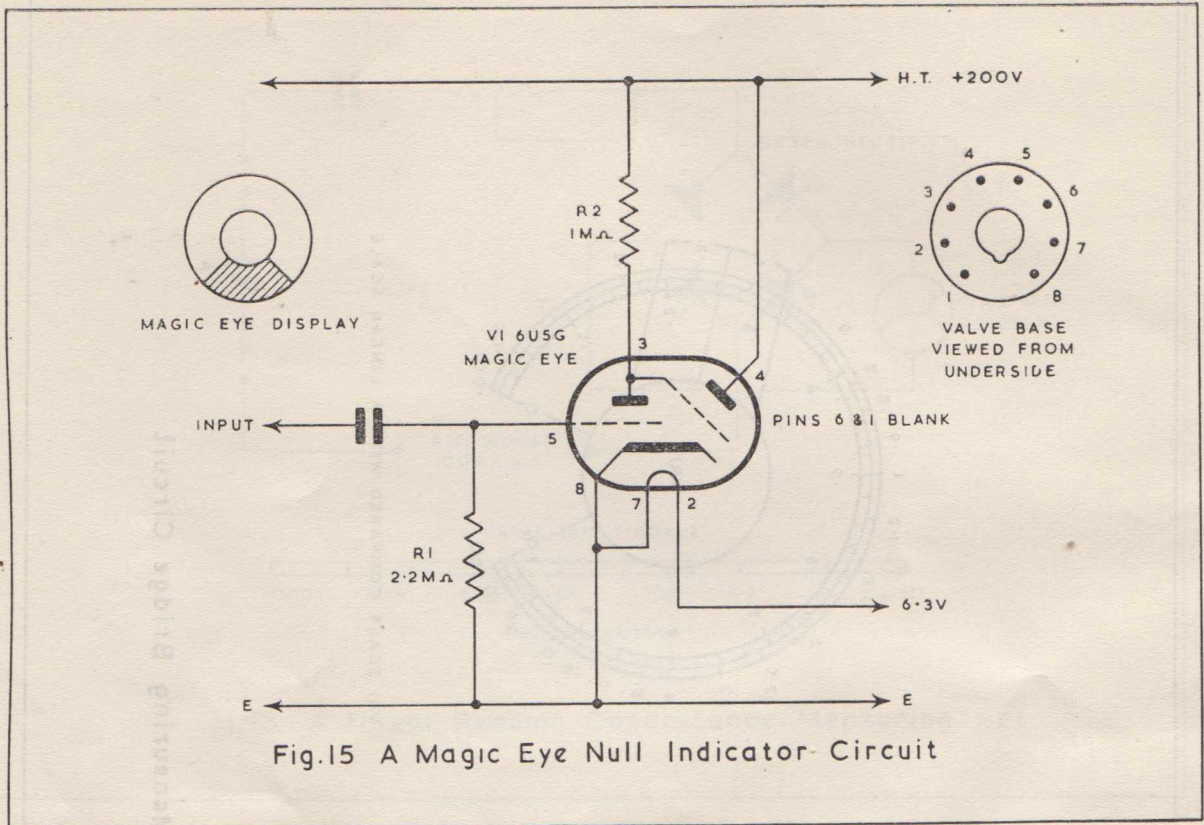 H.T. +200V
4 5
3 6
2 7
1 8
VALVE BASE
VIEWED FROM
UNDERSIDE
R2
1MΩ
MAGIC EYE DISPLAY
V1 6U5G
MAGIC EYE
3
4
INPUT
5
PINS 6 & 1 BLANK
8 7 2
R1
2·2MΩ
6·3V
E
E
Fig.15 A Magic Eye Null Indicator Circuit